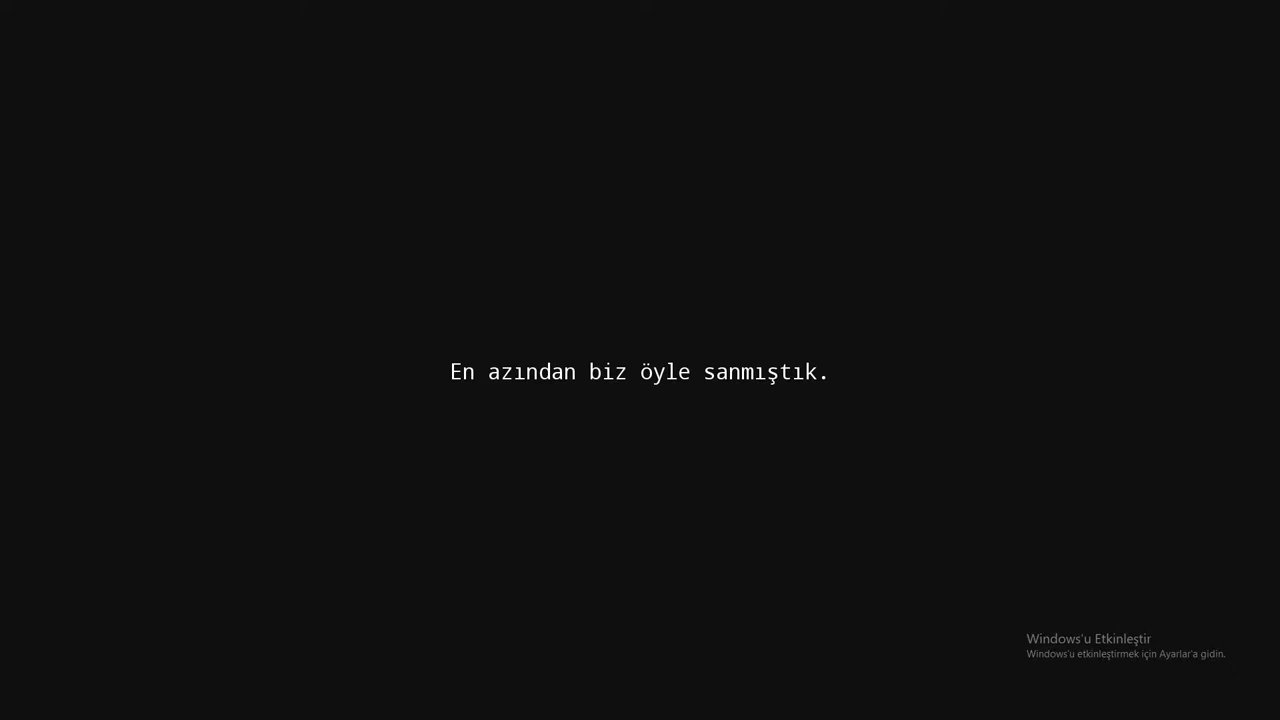 En azından biz öyle sanmıştık.
Windows'u Etkinleştir
Windows'u etkinleştirmek için Ayarlar'a gidin.